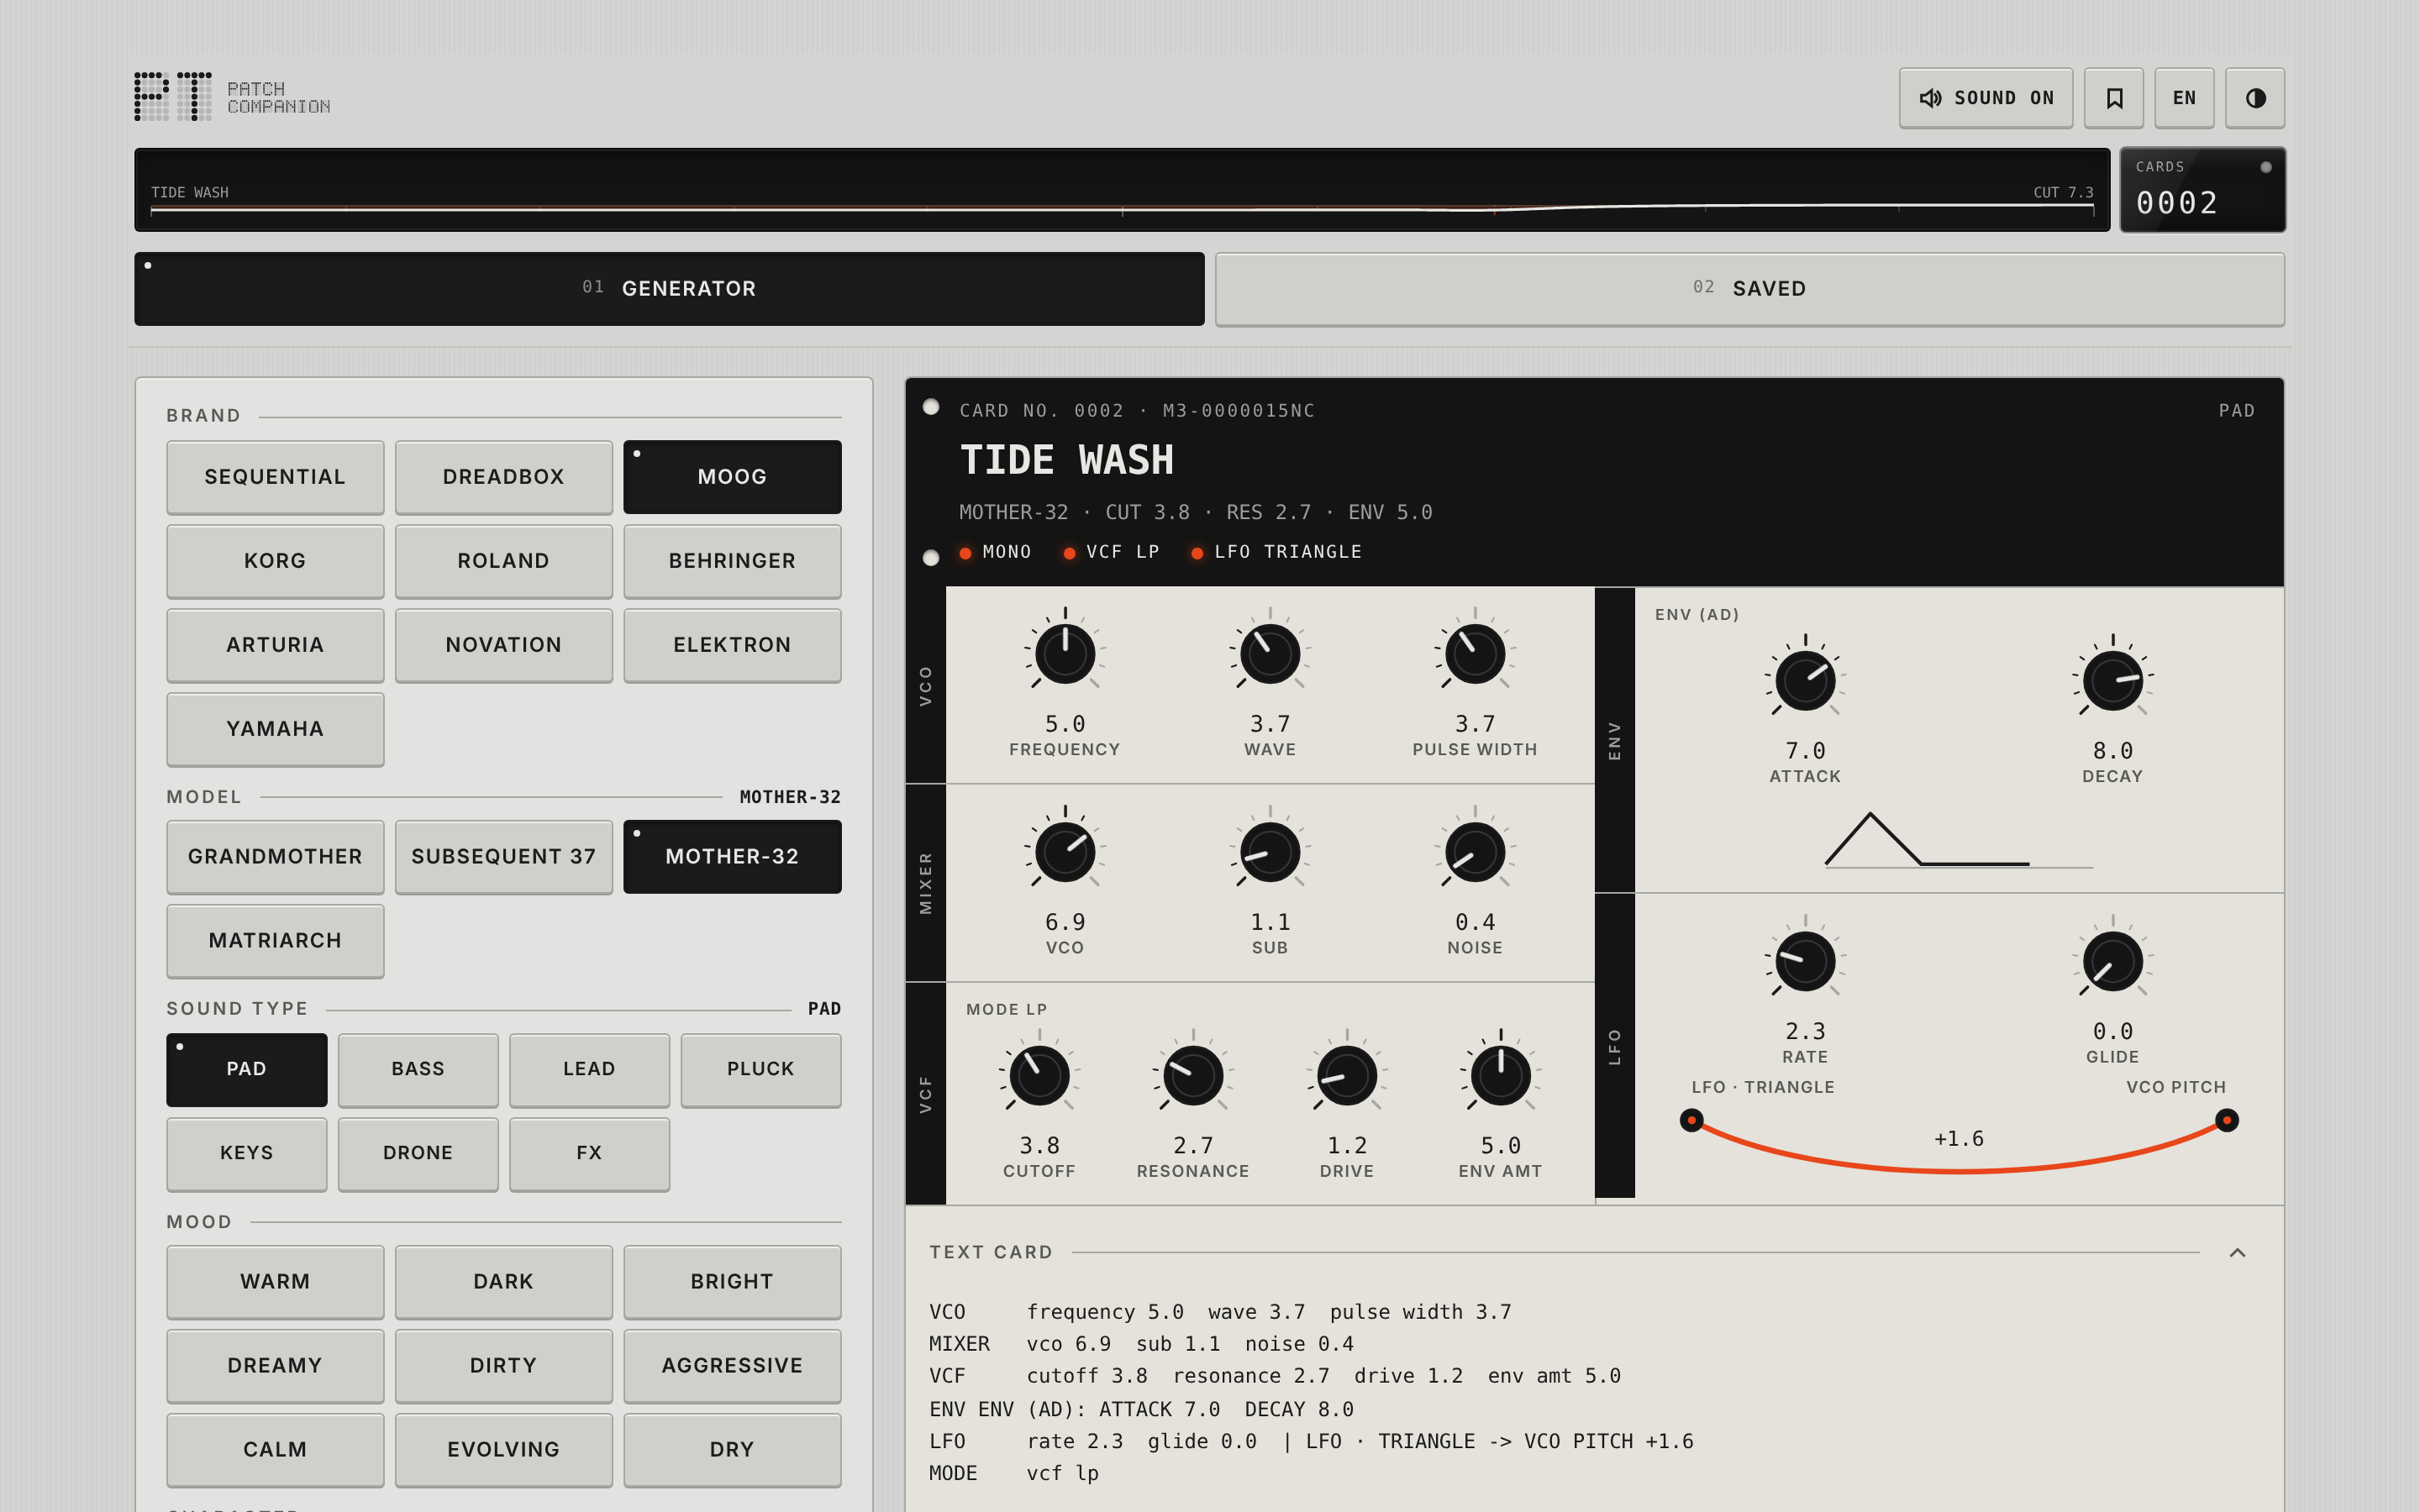 PT
PATCH
COMPANION
SOUND ON
EN
TIDE WASH
CUT 7.3
CARDS
0002
01 GENERATOR
02 SAVED
BRAND
SEQUENTIAL
DREADBOX
MOOG
KORG
ROLAND
BEHRINGER
ARTURIA
NOVATION
ELEKTRON
YAMAHA
MODEL
MOTHER-32
GRANDMOTHER
SUBSEQUENT 37
MOTHER-32
MATRIARCH
SOUND TYPE
PAD
PAD
BASS
LEAD
PLUCK
KEYS
DRONE
FX
MOOD
WARM
DARK
BRIGHT
DREAMY
DIRTY
AGGRESSIVE
CALM
EVOLVING
DRY
CARD NO. 0002 · M3-0000015NC
PAD
TIDE WASH
MOTHER-32 · CUT 3.8 · RES 2.7 · ENV 5.0
MONO
VCF LP
LFO TRIANGLE
VCO
5.0
FREQUENCY
3.7
WAVE
3.7
PULSE WIDTH
MIXER
6.9
VCO
1.1
SUB
0.4
NOISE
VCF
MODE LP
3.8
CUTOFF
2.7
RESONANCE
1.2
DRIVE
5.0
ENV AMT
ENV
ENV (AD)
7.0
ATTACK
8.0
DECAY
LFO
2.3
RATE
0.0
GLIDE
LFO · TRIANGLE
VCO PITCH
+1.6
TEXT CARD
VCO frequency 5.0 wave 3.7 pulse width 3.7
MIXER vco 6.9 sub 1.1 noise 0.4
VCF cutoff 3.8 resonance 2.7 drive 1.2 env amt 5.0
ENV ENV (AD): ATTACK 7.0 DECAY 8.0
LFO rate 2.3 glide 0.0 | LFO · TRIANGLE -> VCO PITCH +1.6
MODE vcf lp